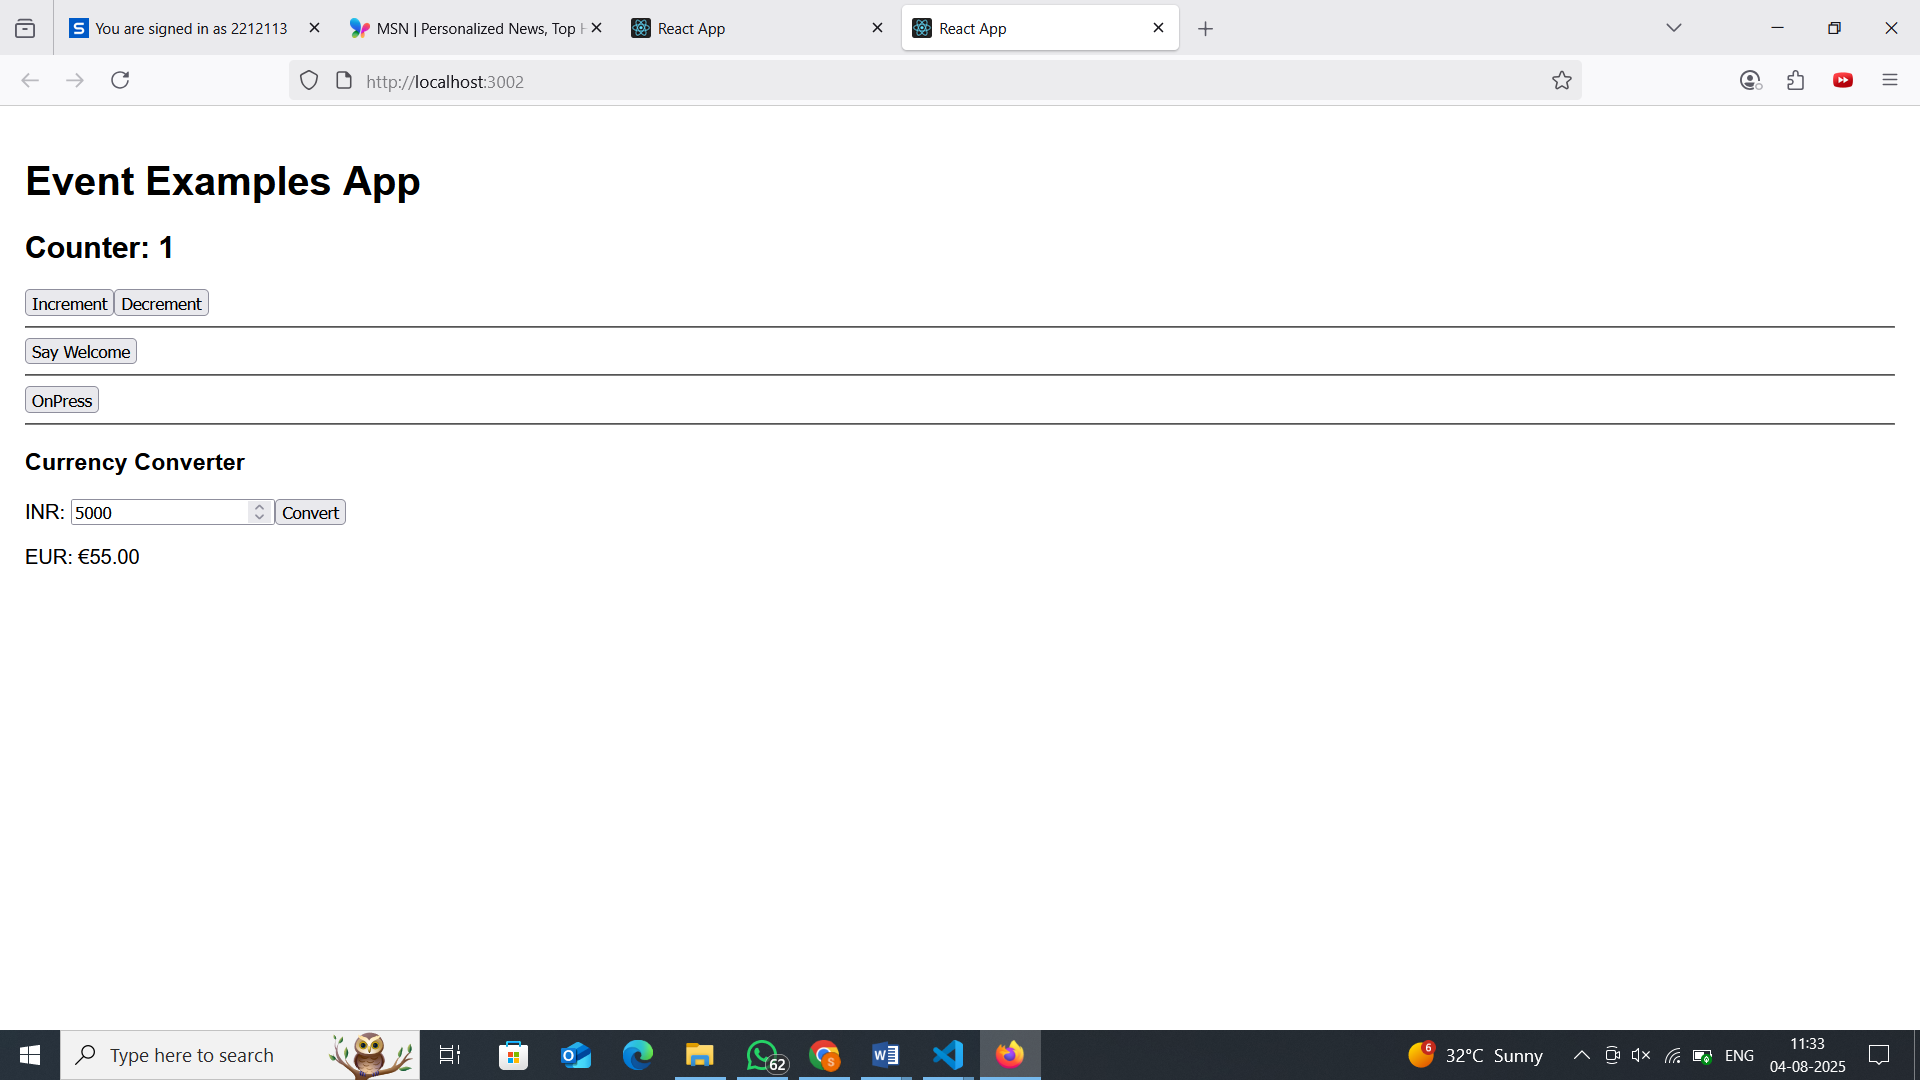 You are signed in as 2212113
MSN | Personalized News, Top H
React App
React App
http://localhost:3002
Event Examples App
Counter: 1
Increment Decrement
Say Welcome
OnPress
Currency Converter
INR: 5000 Convert
EUR: €55.00
Type here to search
62
S
6
32°C Sunny
ENG
11:33
04-08-2025